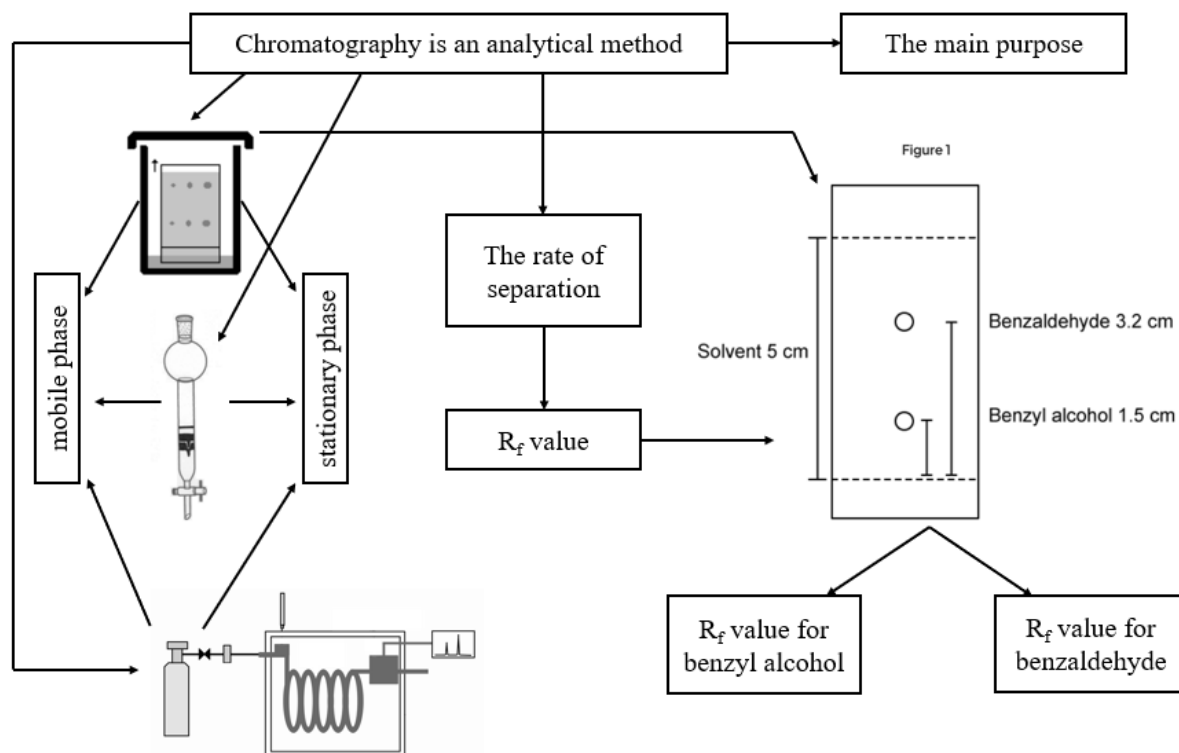 Chromatography is an analytical method
The main purpose
Figure 1
The rate of
separation
mobile phase
stationary phase
Solvent 5 cm
Benzaldehyde 3.2 cm
Benzyl alcohol 1.5 cm
Rf value
Rf value for
benzyl alcohol
Rf value for
benzaldehyde